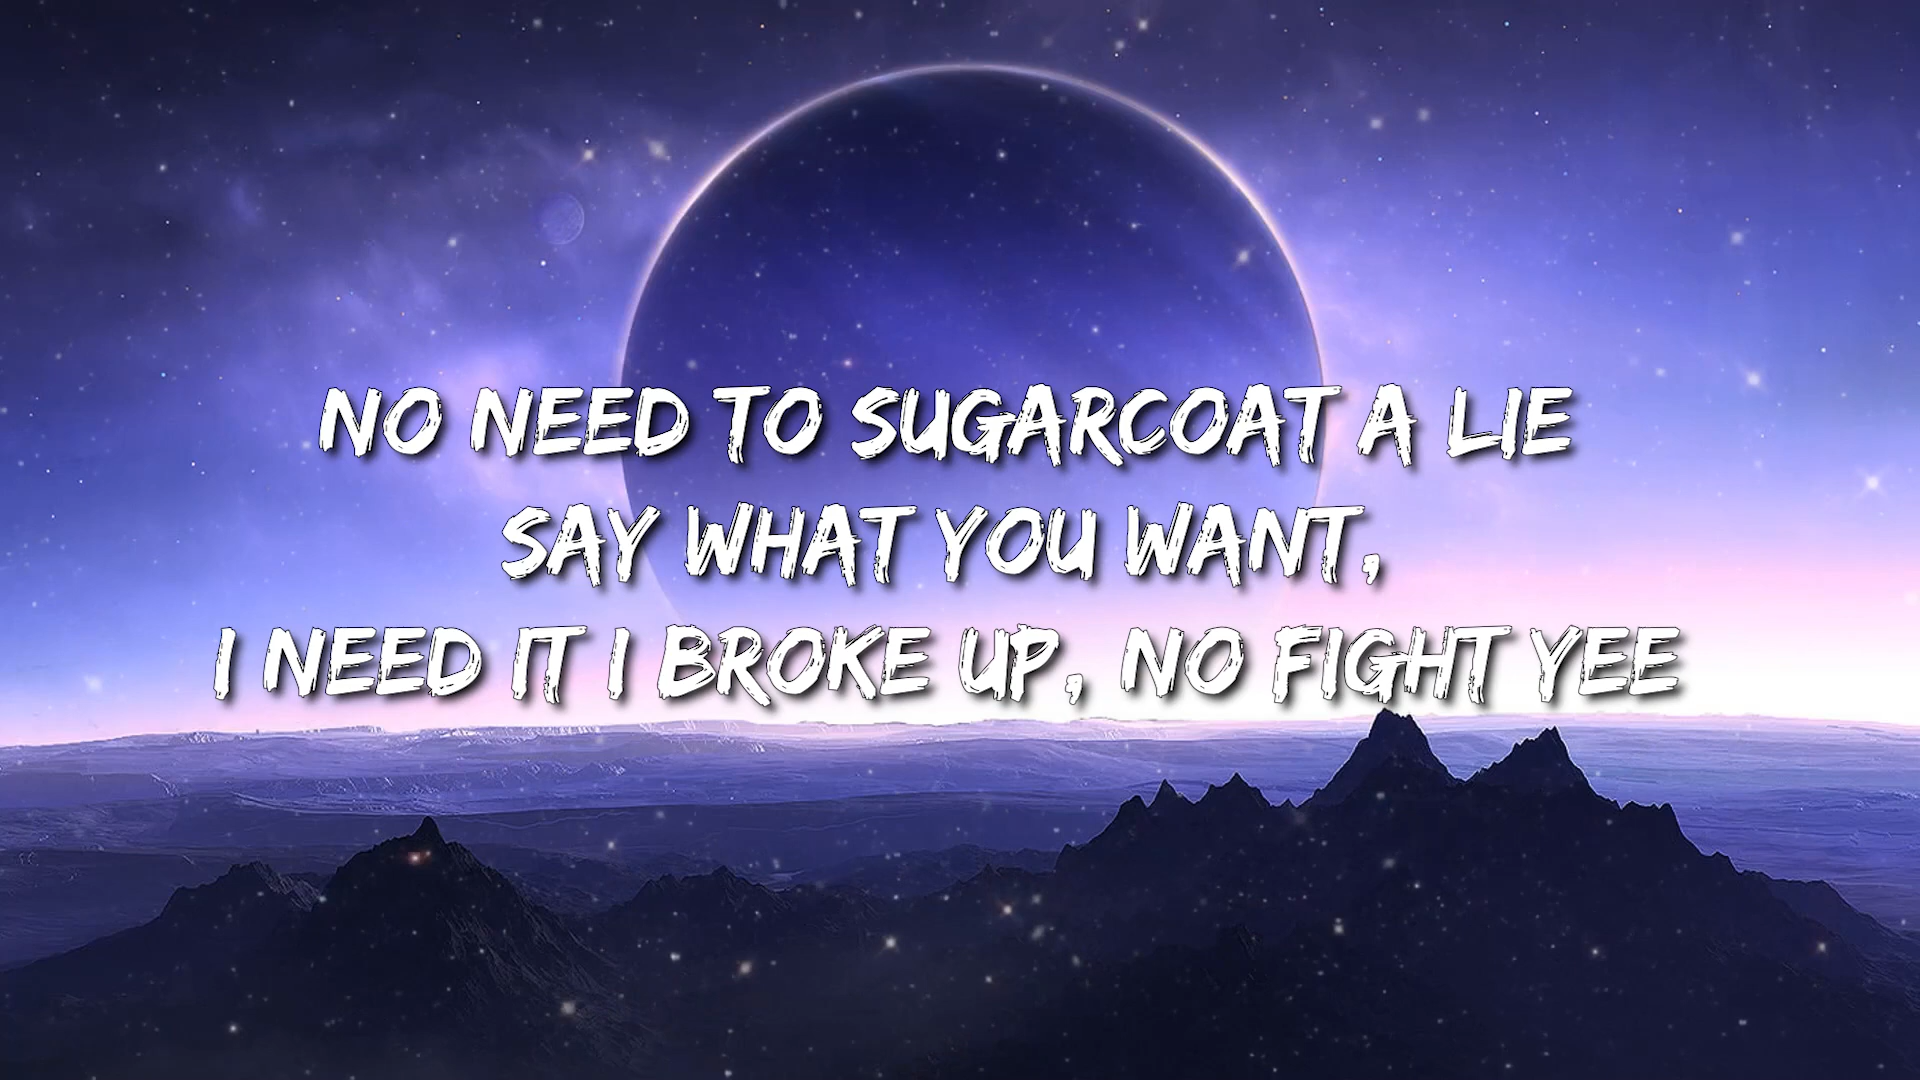 NO NEED TO SUGARCOAT A LIE
SAY WHAT YOU WANT,
I NEED IT I BROKE UP, NO FIGHT YEE